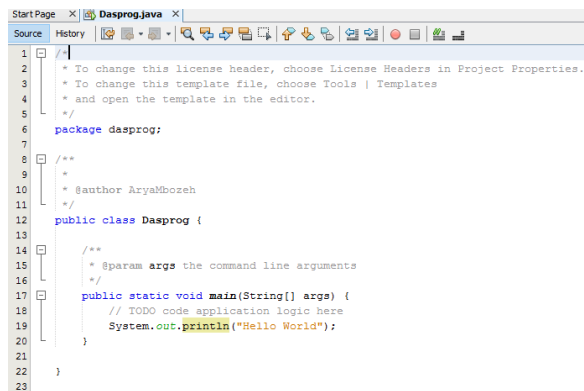 Start Page Dasprog.java
Source History
1 /*
2 * To change this license header, choose License Headers in Project Properties.
3 * To change this template file, choose Tools | Templates
4 * and open the template in the editor.
5 */
6 package dasprog;
7
8 /**
9 *
10 * @author AryaMbozeh
11 */
12 public class Dasprog {
13
14 /**
15 * @param args the command line arguments
16 */
17 public static void main(String[] args) {
18 // TODO code application logic here
19 System.out.println("Hello World");
20 }
21
22 }
23